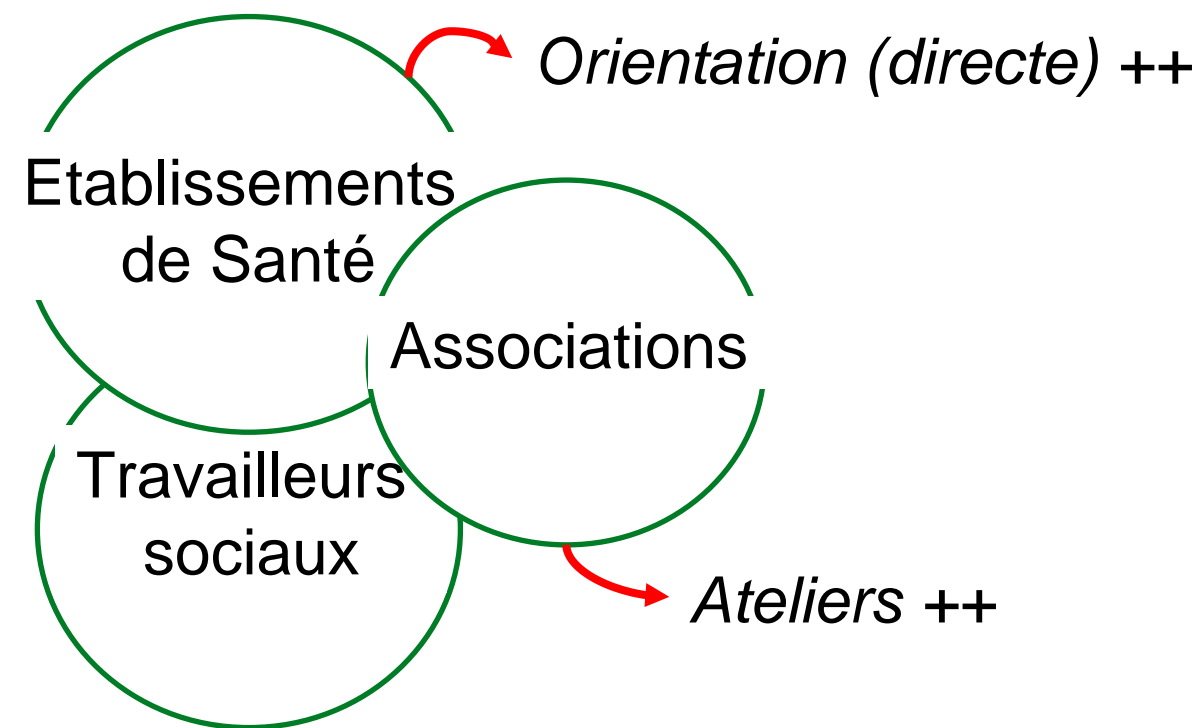 Orientation (directe) ++
Etablissements
de Santé
Associations
Travailleurs
sociaux
Ateliers ++